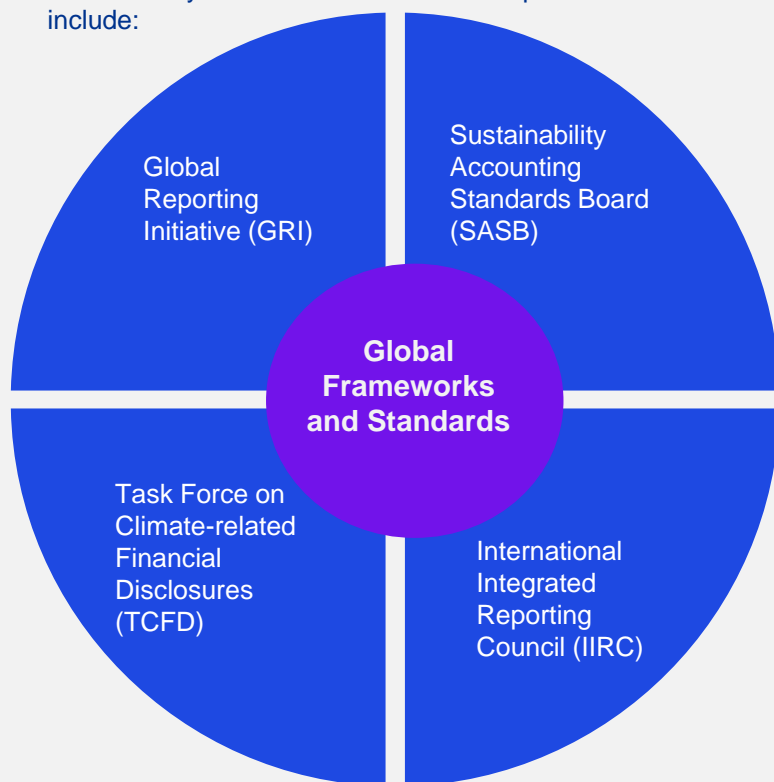 include:
Global
Reporting
Initiative (GRI)
Sustainability
Accounting
Standards Board
(SASB)
Global
Frameworks
and Standards
Task Force on
Climate-related
Financial
Disclosures
(TCFD)
International
Integrated
Reporting
Council (IIRC)